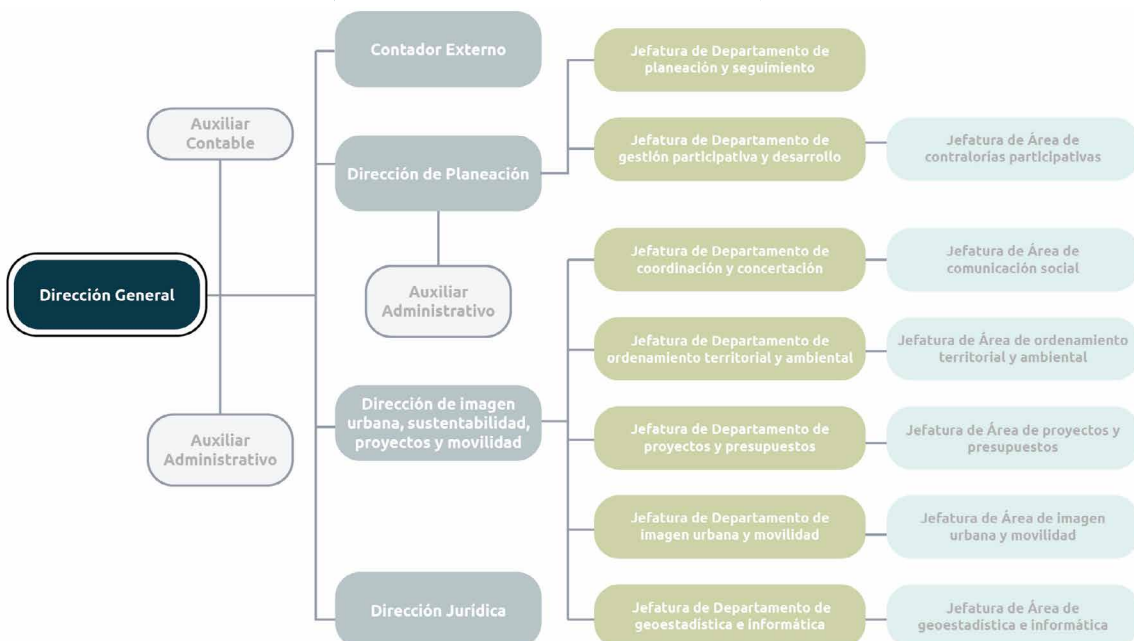 Contador Externo
Jefatura de Departamento de
planeación y seguimiento
Auxiliar
Contable
Jefatura de Departamento de
gestión participativa y desarrollo
Jefatura de Área de
contralorías participativas
Dirección de Planeación
Jefatura de Departamento de
coordinación y concertación
Jefatura de Área de
comunicación social
Dirección General
Auxiliar
Administrativo
Jefatura de Departamento de
ordenamiento territorial y ambiental
Jefatura de Área de ordenamiento
territorial y ambiental
Dirección de imagen
urbana, sustentabilidad,
proyectos y movilidad
Auxiliar
Administrativo
Jefatura de Departamento de
proyectos y presupuestos
Jefatura de Área de proyectos y
presupuestos
Jefatura de Departamento de
imagen urbana y movilidad
Jefatura de Área de imagen
urbana y movilidad
Dirección Jurídica
Jefatura de Departamento de
geoestadística e informática
Jefatura de Área de
geoestadística e informática